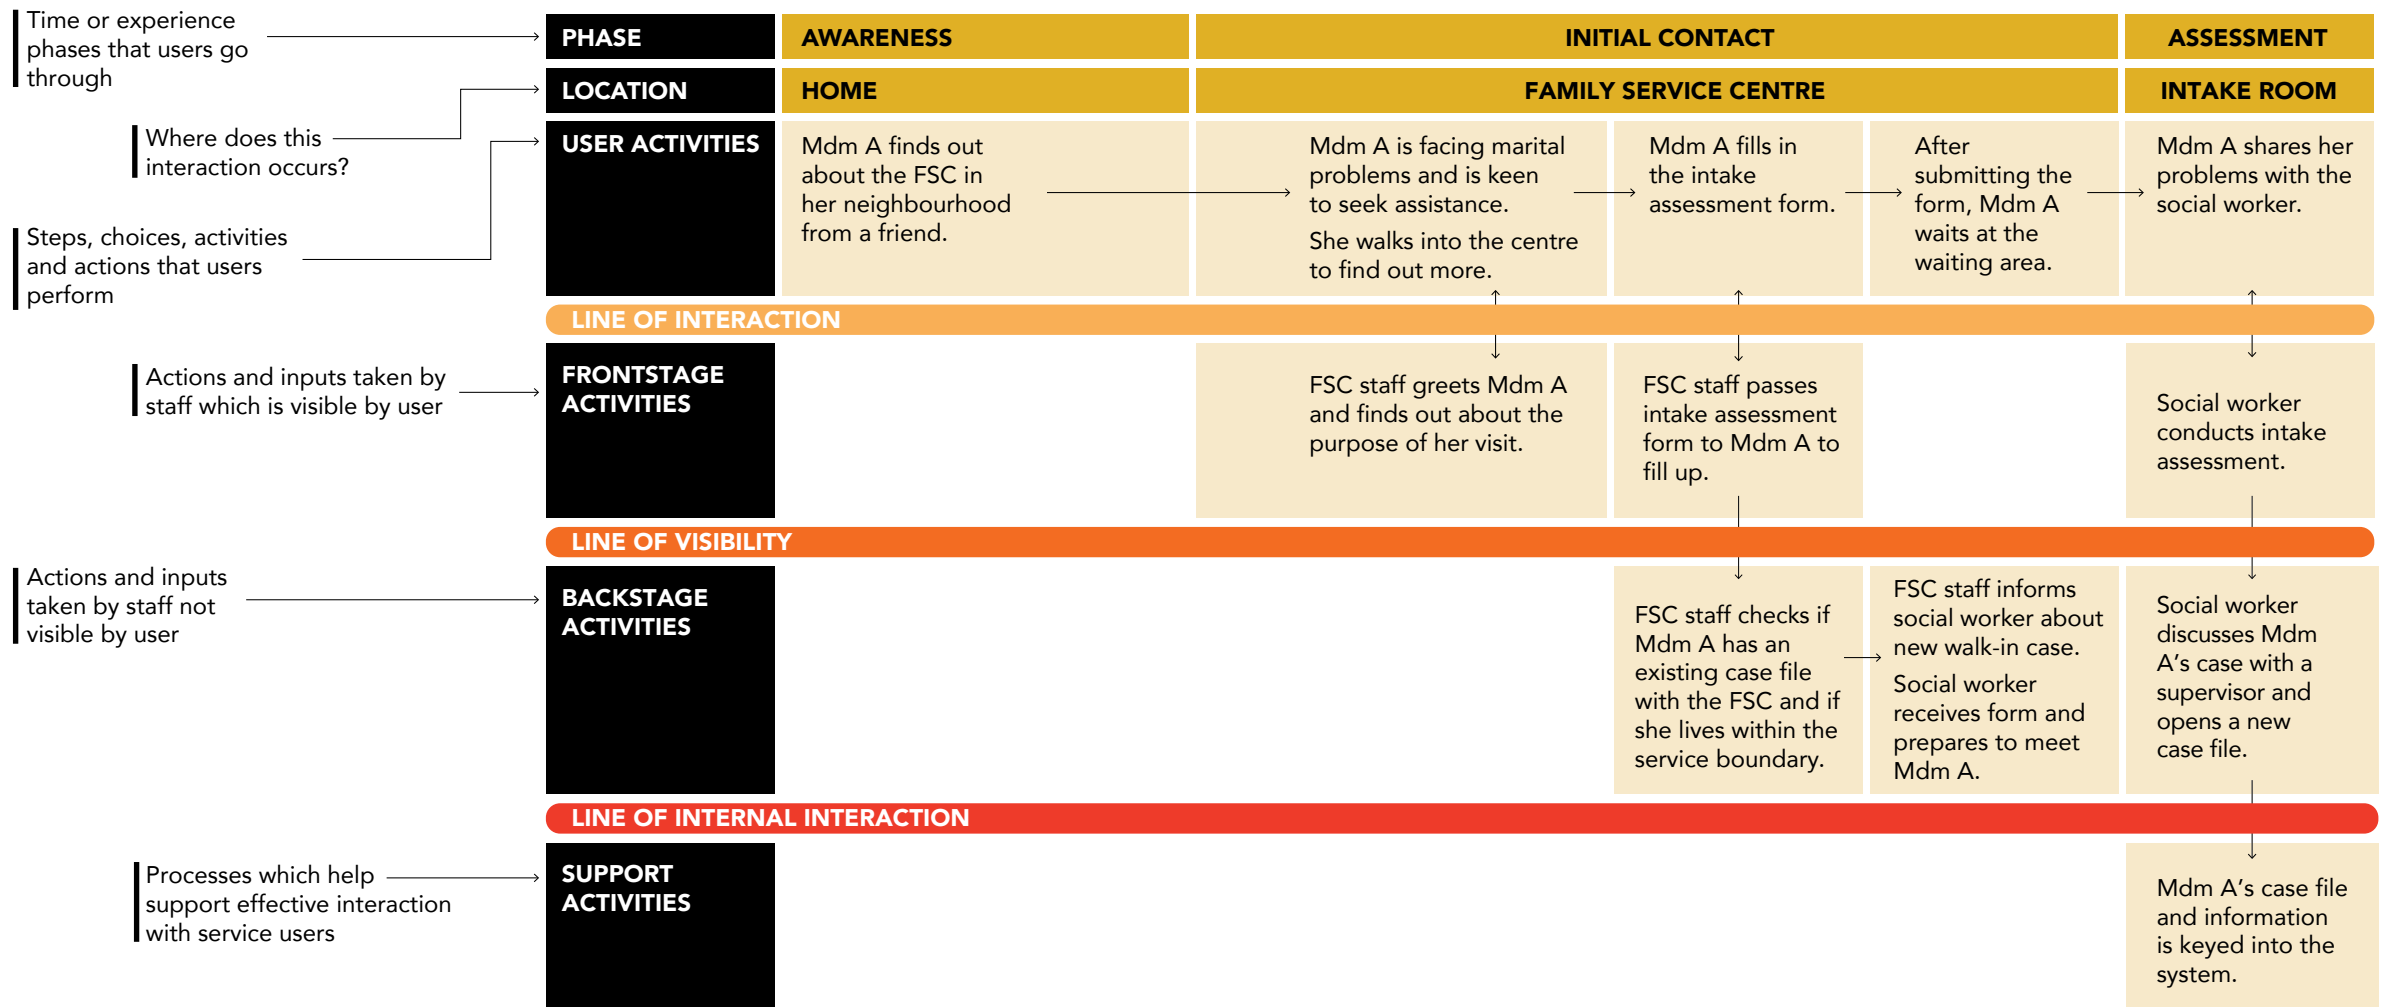 Time or experience
phases that users go
through
PHASE
AWARENESS
INITIAL CONTACT
ASSESSMENT
Where does this
interaction occurs?
LOCATION
HOME
FAMILY SERVICE CENTRE
INTAKE ROOM
Steps, choices, activities
and actions that users
perform
USER ACTIVITIES
Mdm A finds out
about the FSC in
her neighbourhood
from a friend.
Mdm A is facing marital
problems and is keen
to seek assistance.
She walks into the centre
to find out more.
Mdm A fills in
the intake
assessment form.
After
submitting the
form, Mdm A
waits at the
waiting area.
Mdm A shares her
problems with the
social worker.
LINE OF INTERACTION
Actions and inputs taken by
staff which is visible by user
FRONTSTAGE
ACTIVITIES
FSC staff greets Mdm A
and finds out about the
purpose of her visit.
FSC staff passes
intake assessment
form to Mdm A to
fill up.
Social worker
conducts intake
assessment.
LINE OF VISIBILITY
Actions and inputs
taken by staff not
visible by user
BACKSTAGE
ACTIVITIES
FSC staff checks if
Mdm A has an
existing case file
with the FSC and if
she lives within the
service boundary.
FSC staff informs
social worker about
new walk-in case.
Social worker
receives form and
prepares to meet
Mdm A.
Social worker
discusses Mdm
A’s case with a
supervisor and
opens a new
case file.
LINE OF INTERNAL INTERACTION
Processes which help
support effective interaction
with service users
SUPPORT
ACTIVITIES
Mdm A’s case file
and information
is keyed into the
system.